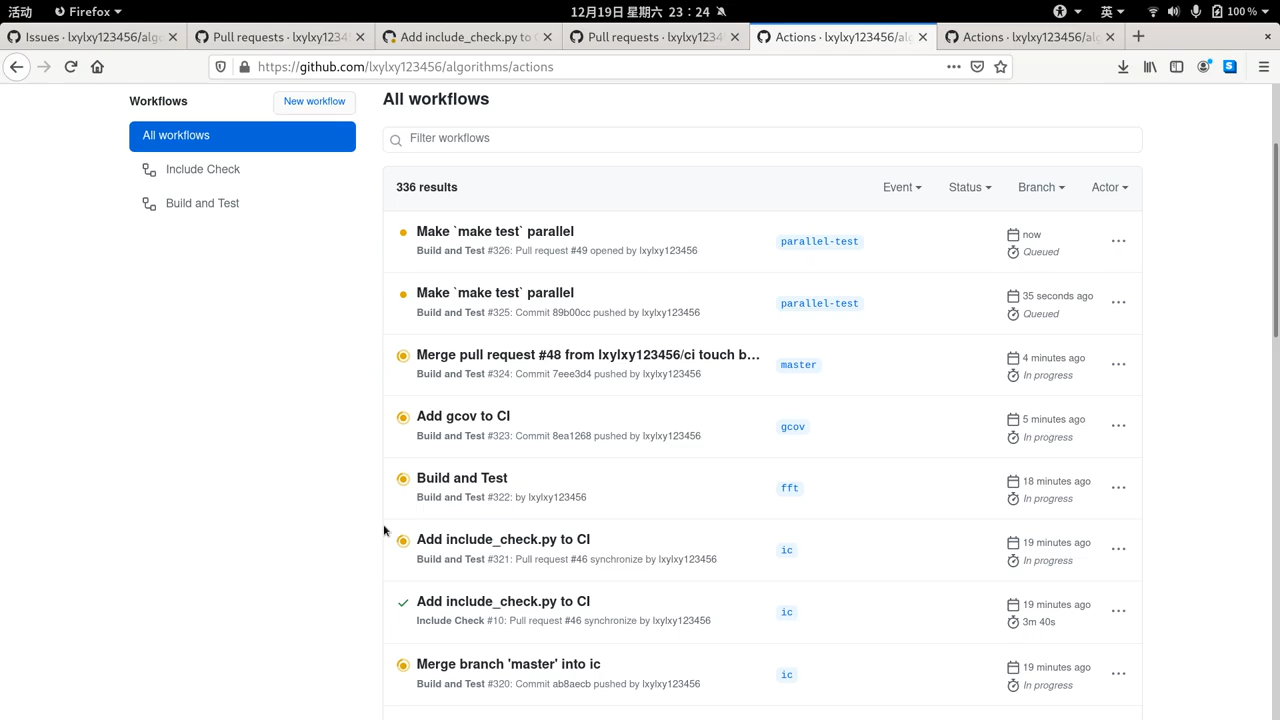 活动
Firefox
12月19日 星期六 23：24
英
100 %
Issues · lxylxy123456/algo
Pull requests · lxylxy123456
Add include_check.py to C
Pull requests · lxylxy123456
Actions · lxylxy123456/alg
Actions · lxylxy123456/alg
https://github.com/lxylxy123456/algorithms/actions
Workflows
New workflow
All workflows
Include Check
Build and Test
All workflows
Filter workflows
336 results
Event
Status
Branch
Actor
Make `make test` parallel
Build and Test #326: Pull request #49 opened by lxylxy123456
parallel-test
now
Queued
Make `make test` parallel
Build and Test #325: Commit 89b00cc pushed by lxylxy123456
parallel-test
35 seconds ago
Queued
Merge pull request #48 from lxylxy123456/ci touch b…
Build and Test #324: Commit 7eee3d4 pushed by lxylxy123456
master
4 minutes ago
In progress
Add gcov to CI
Build and Test #323: Commit 8ea1268 pushed by lxylxy123456
gcov
5 minutes ago
In progress
Build and Test
Build and Test #322: by lxylxy123456
fft
18 minutes ago
In progress
Add include_check.py to CI
Build and Test #321: Pull request #46 synchronize by lxylxy123456
ic
19 minutes ago
In progress
Add include_check.py to CI
Include Check #10: Pull request #46 synchronize by lxylxy123456
ic
19 minutes ago
3m 40s
Merge branch 'master' into ic
Build and Test #320: Commit ab8aecb pushed by lxylxy123456
ic
19 minutes ago
In progress